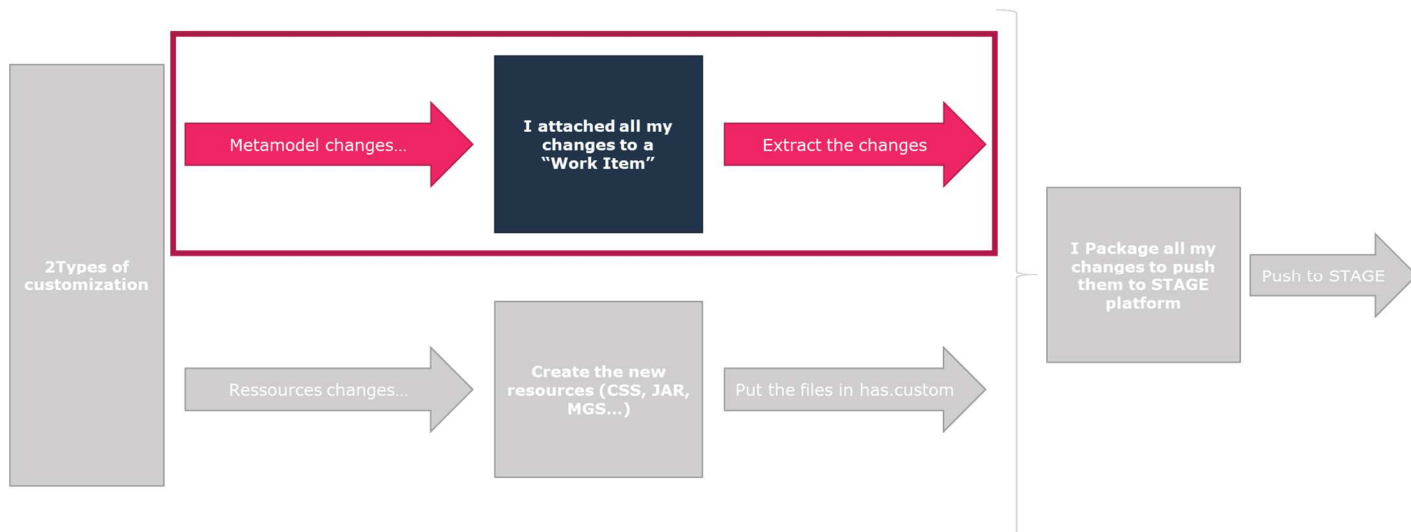 2Types of
customization
Metamodel changes...
I attached all my
changes to a
“Work Item”
Extract the changes
Ressources changes...
Create the new
resources (CSS, JAR,
MGS...)
Put the files in has.custom
I Package all my
changes to push
them to STAGE
platform
Push to STAGE